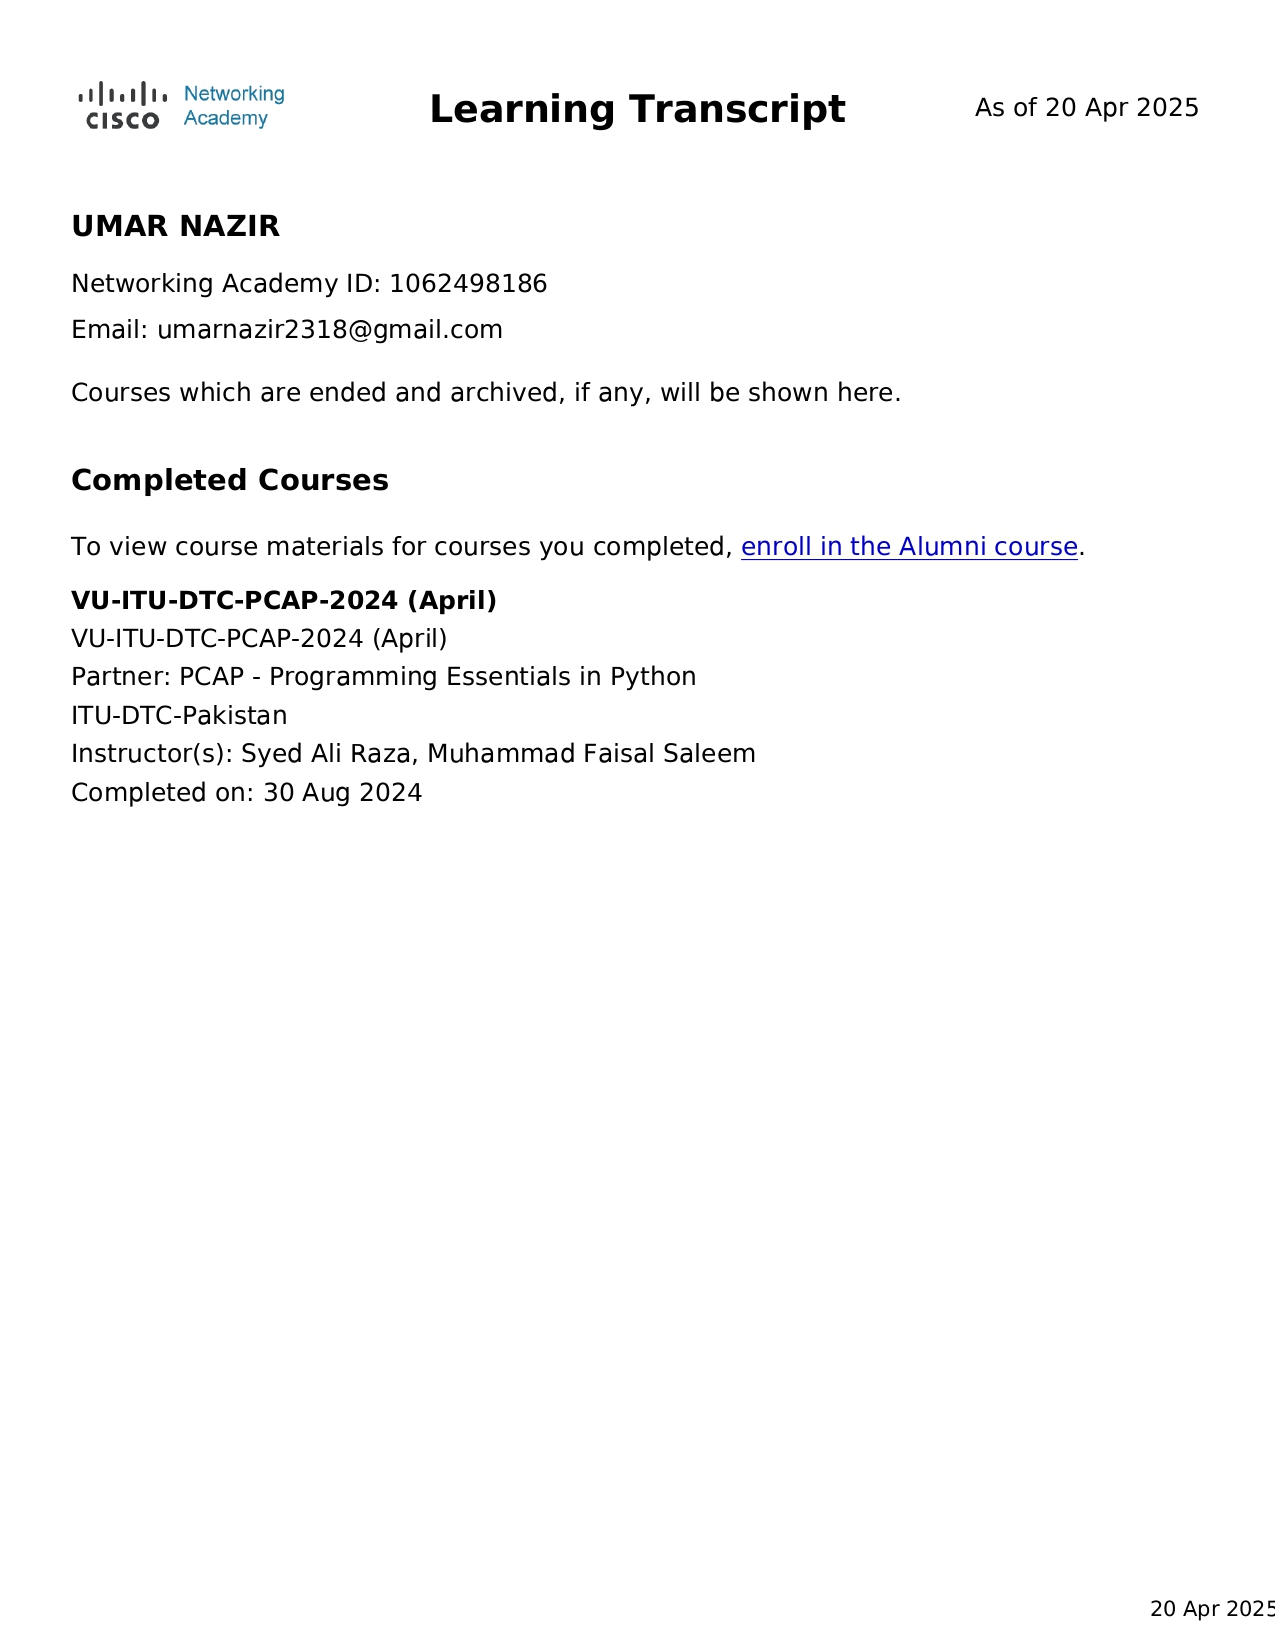 CISCO Networking Academy
Learning Transcript
As of 20 Apr 2025
UMAR NAZIR
Networking Academy ID: 1062498186
Email: umarnazir2318@gmail.com
Courses which are ended and archived, if any, will be shown here.
Completed Courses
To view course materials for courses you completed, enroll in the Alumni course.
VU-ITU-DTC-PCAP-2024 (April)
VU-ITU-DTC-PCAP-2024 (April)
Partner: PCAP - Programming Essentials in Python
ITU-DTC-Pakistan
Instructor(s): Syed Ali Raza, Muhammad Faisal Saleem
Completed on: 30 Aug 2024
20 Apr 2025